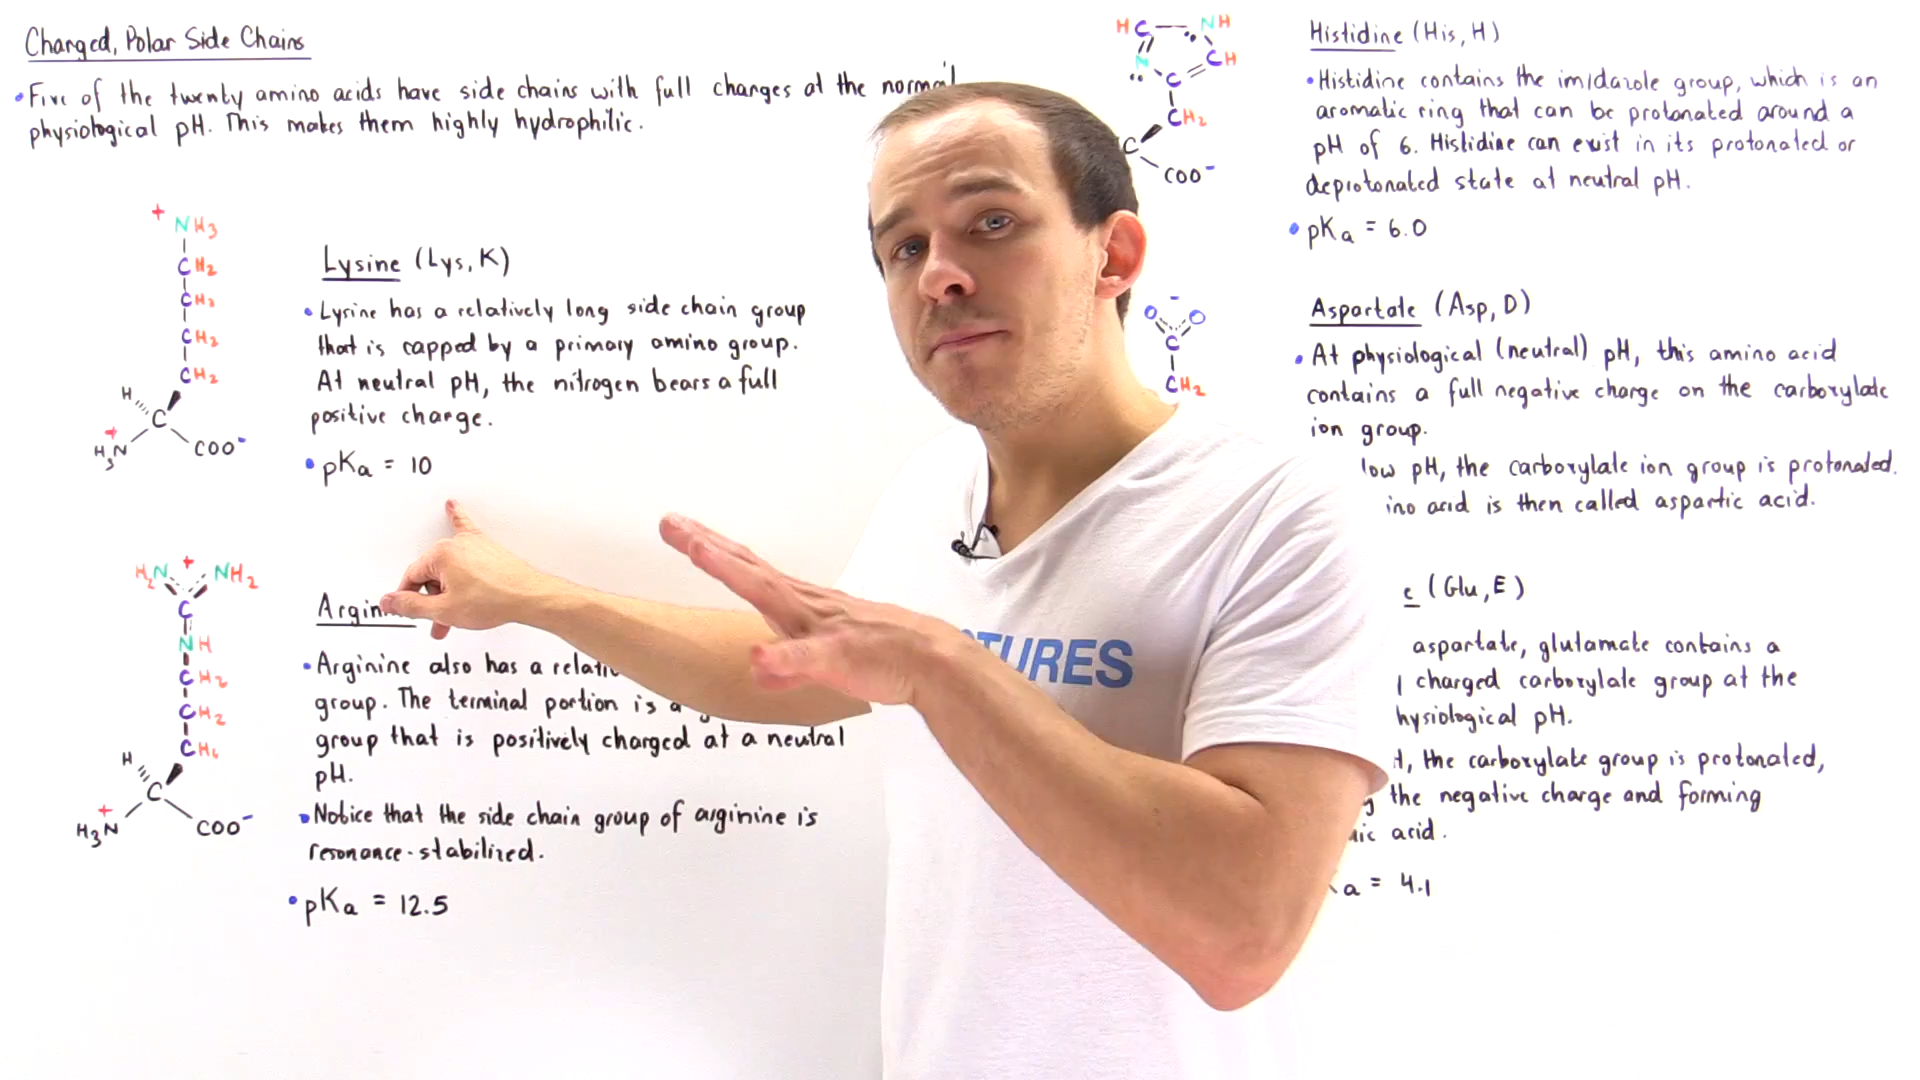 Charged, Polar Side Chains
• Five of the twenty amino acids have side chains with full charges at the normal
physiological pH. This makes them highly hydrophilic.
+
NH3
CH2
CH2
CH2
CH2
H
C
+
H3N
COO-
Lysine (Lys, K)
• Lysine has a relatively long side chain group
that is capped by a primary amino group.
At neutral pH, the nitrogen bears a full
positive charge.
• pKa = 10
H2N + NH2
C
NH
CH2
CH2
CH2
H
C
+
H3N
COO-
Argin
• Arginine also has a relati
group. The terminal portion is a
group that is positively charged at a neutral
pH.
• Notice that the side chain group of arginine is
resonance-stabilized.
• pKa = 12.5
HC NH
N CH
C
CH2
C
COO-
Histidine (His, H)
• Histidine contains the imidazole group, which is an
aromatic ring that can be protonated around a
pH of 6. Histidine can exist in its protonated or
deprotonated state at neutral pH.
• pKa = 6.0
-
O O
C
CH2
Aspartate (Asp, D)
• At physiological (neutral) pH, this amino acid
contains a full negative charge on the carboxylate
ion group.
low pH, the carboxylate ion group is protonated.
ino acid is then called aspartic acid.
e (Glu, E)
aspartate, glutamate contains a
charged carboxylate group at the
hysiological pH.
, the carboxylate group is protonated,
g the negative charge and forming
ic acid.
a = 4.1
TURES